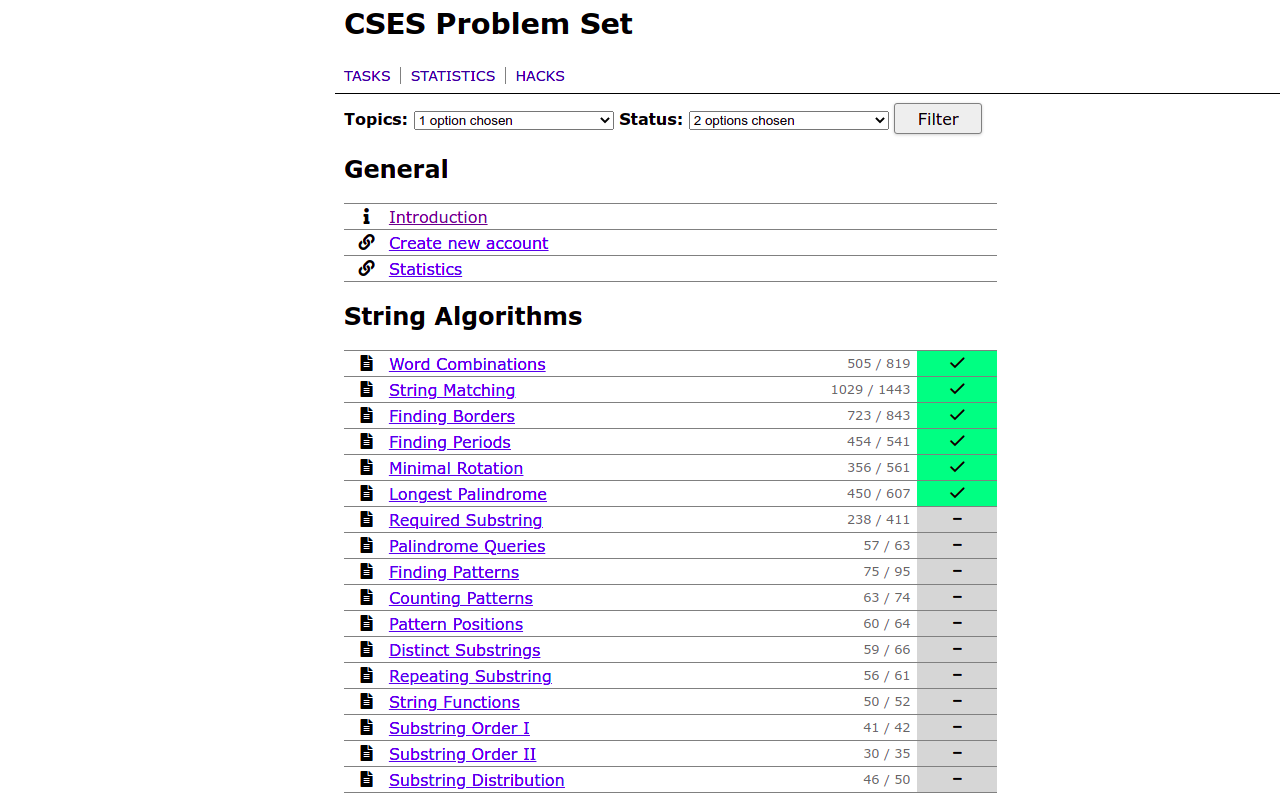 CSES Problem Set
TASKS | STATISTICS | HACKS
Topics: 1 option chosen Status: 2 options chosen Filter
General
Introduction
Create new account
Statistics
String Algorithms
Word Combinations 505 / 819
String Matching 1029 / 1443
Finding Borders 723 / 843
Finding Periods 454 / 541
Minimal Rotation 356 / 561
Longest Palindrome 450 / 607
Required Substring 238 / 411 –
Palindrome Queries 57 / 63 –
Finding Patterns 75 / 95 –
Counting Patterns 63 / 74 –
Pattern Positions 60 / 64 –
Distinct Substrings 59 / 66 –
Repeating Substring 56 / 61 –
String Functions 50 / 52 –
Substring Order I 41 / 42 –
Substring Order II 30 / 35 –
Substring Distribution 46 / 50 –